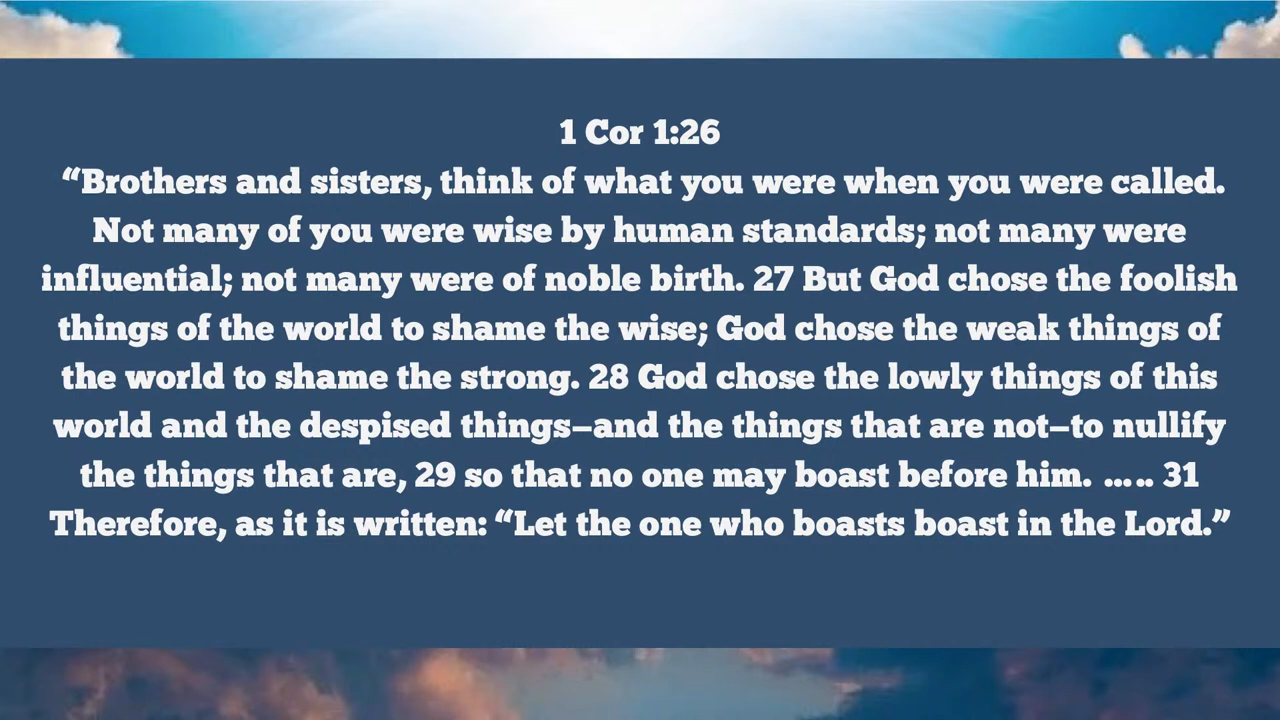 1 Cor 1:26
“Brothers and sisters, think of what you were when you were called.
Not many of you were wise by human standards; not many were
influential; not many were of noble birth. 27 But God chose the foolish
things of the world to shame the wise; God chose the weak things of
the world to shame the strong. 28 God chose the lowly things of this
world and the despised things—and the things that are not—to nullify
the things that are, 29 so that no one may boast before him. ..... 31
Therefore, as it is written: “Let the one who boasts boast in the Lord.”